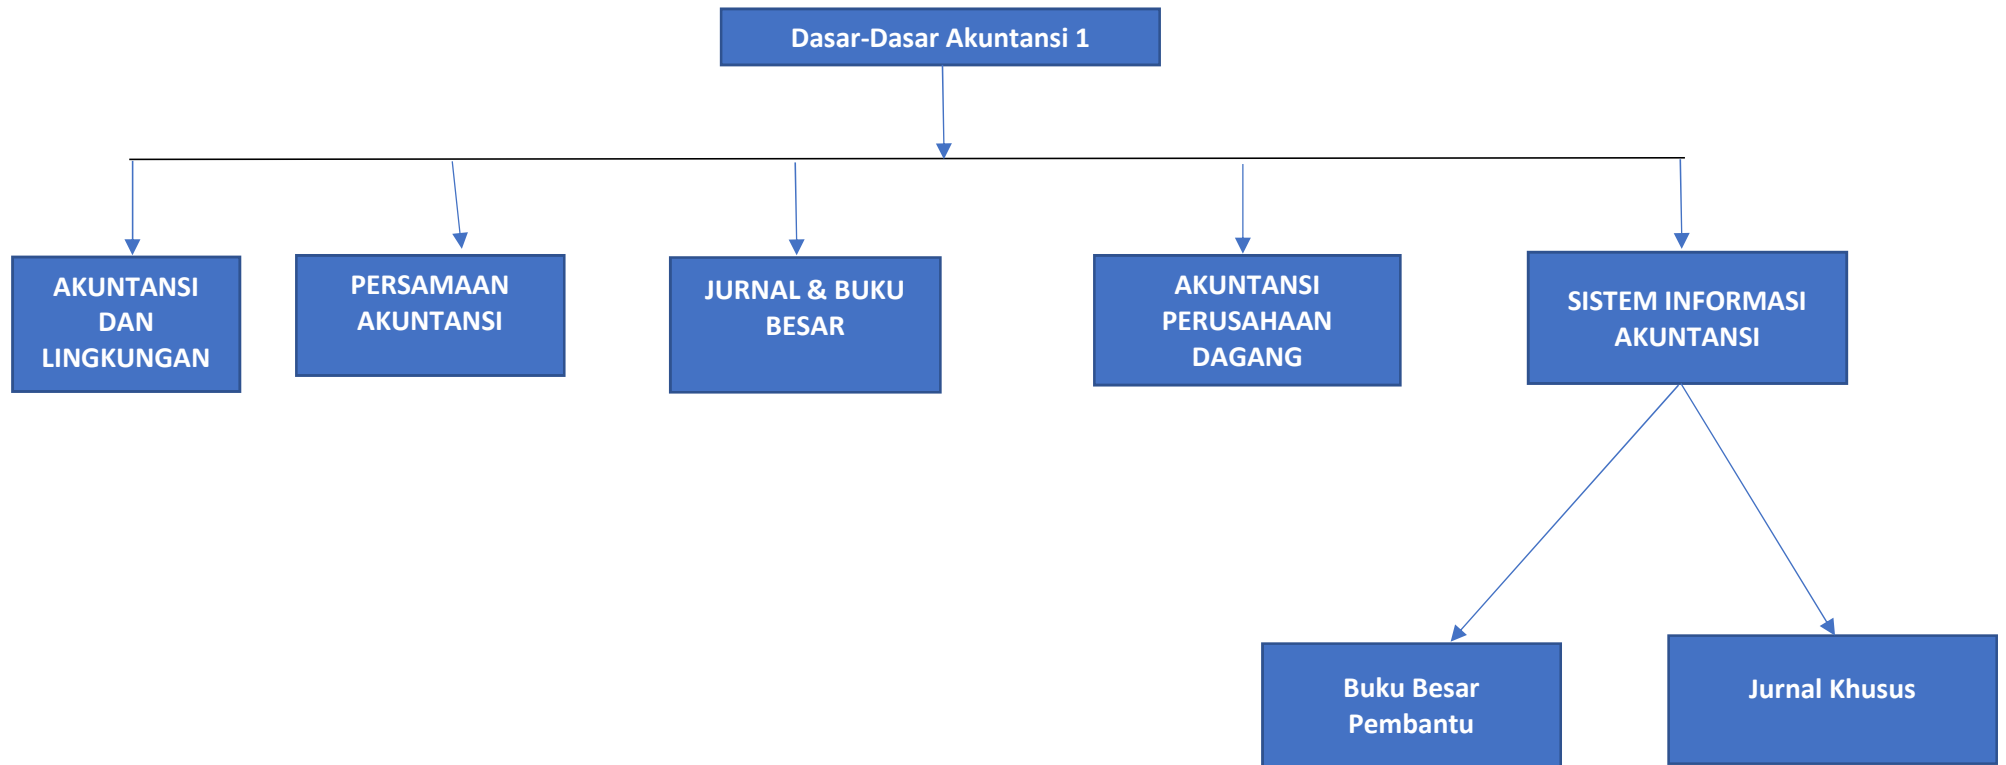 Dasar-Dasar Akuntansi 1
AKUNTANSI
DAN
LINGKUNGAN
PERSAMAAN
AKUNTANSI
JURNAL & BUKU
BESAR
AKUNTANSI
PERUSAHAAN
DAGANG
SISTEM INFORMASI
AKUNTANSI
Buku Besar
Pembantu
Jurnal Khusus